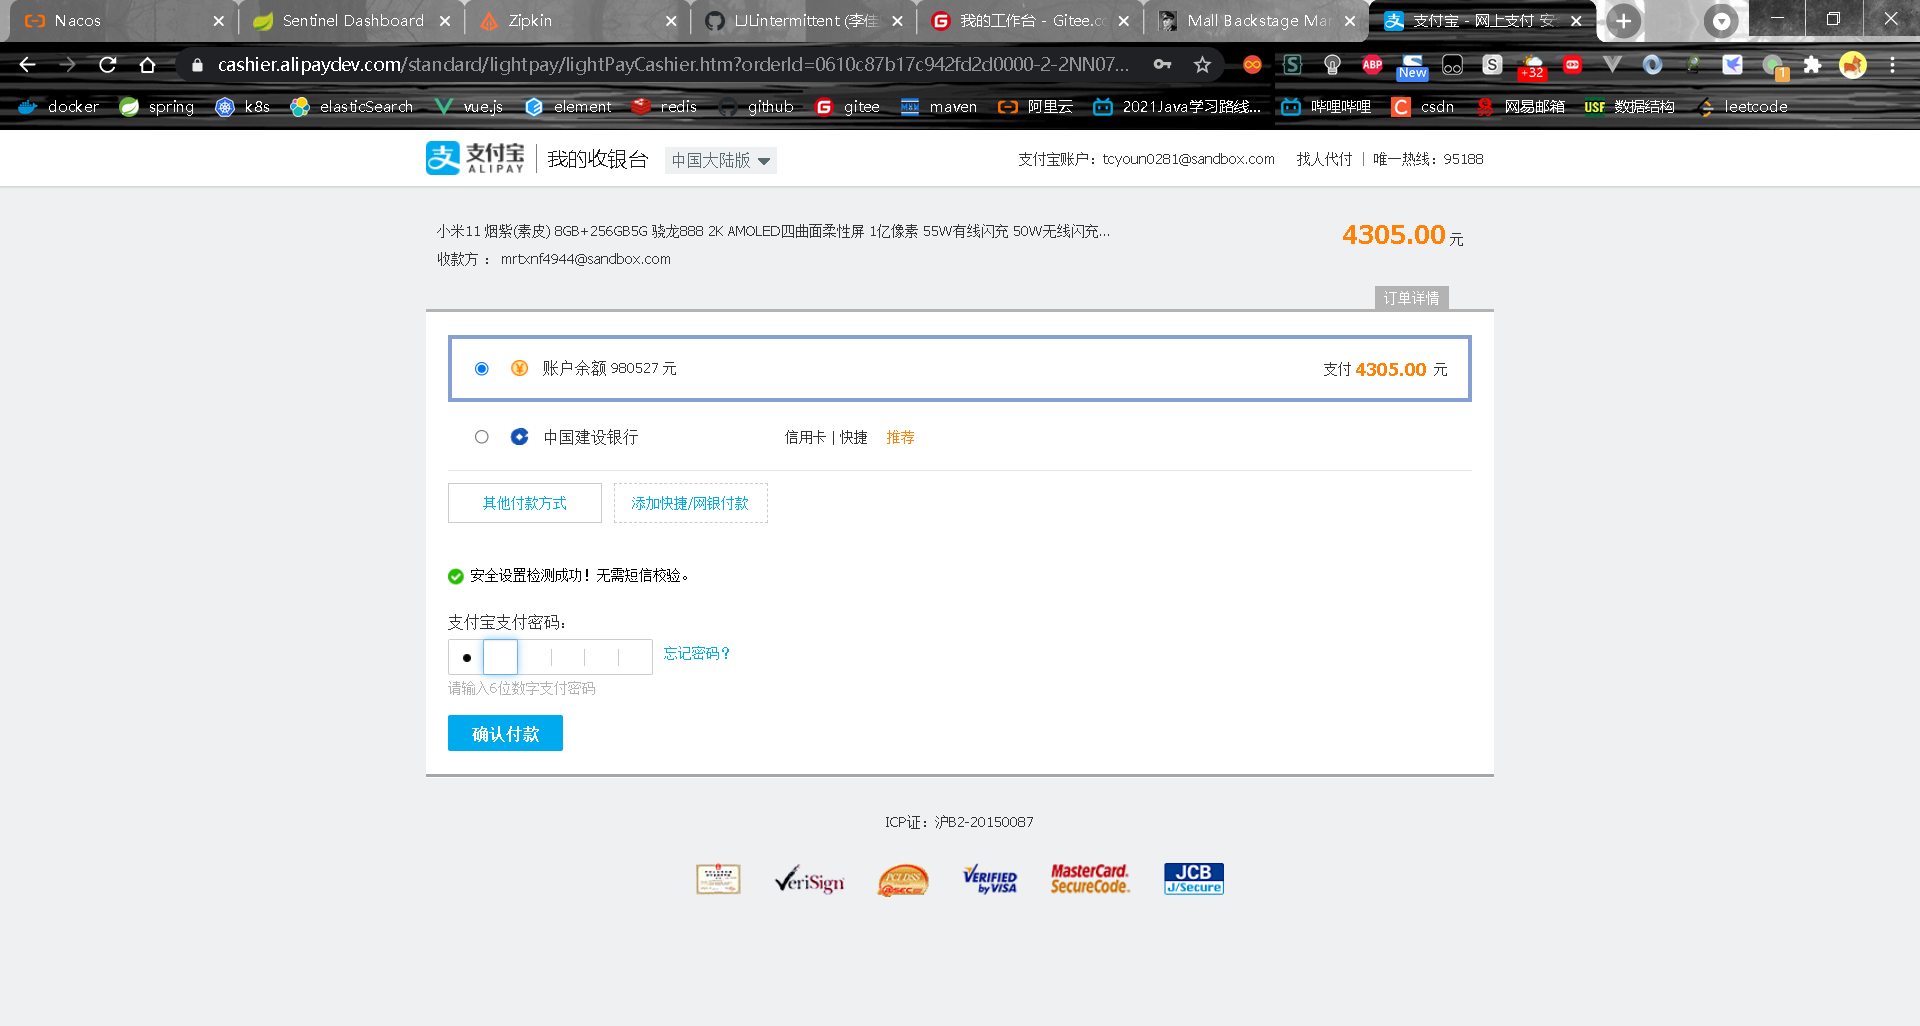 Nacos
Sentinel Dashboard
Zipkin
LJLintermittent (李佳
我的工作台 - Gitee.co
Mall Backstage Mar
支付宝 - 网上支付 安
cashier.alipaydev.com/standard/lightpay/lightPayCashier.htm?orderId=0610c87b17c942fd2d0000-2-2NN07...
ABP
New
S
+32
1
docker
spring
k8s
elasticSearch
vue.js
element
redis
github
gitee
maven
阿里云
2021Java学习路线...
哔哩哔哩
csdn
网易邮箱
USF 数据结构
leetcode
支付宝
ALIPAY
我的收银台
中国大陆版
支付宝账户：tcyoun0281@sandbox.com
找人代付
唯一热线：95188
小米11 烟紫(素皮) 8GB+256GB5G 骁龙888 2K AMOLED四曲面柔性屏 1亿像素 55W有线闪充 50W无线闪充...
4305.00 元
收款方 ： mrtxnf4944@sandbox.com
订单详情
账户余额 980527 元
支付 4305.00 元
中国建设银行
信用卡 | 快捷
推荐
其他付款方式
添加快捷/网银付款
安全设置检测成功！无需短信校验。
支付宝支付密码：
忘记密码？
请输入6位数字支付密码
确认付款
ICP证：沪B2-20150087
VeriSign
PCI DSS
VERIFIED
by VISA
MasterCard.
SecureCode.
JCB
J/Secure